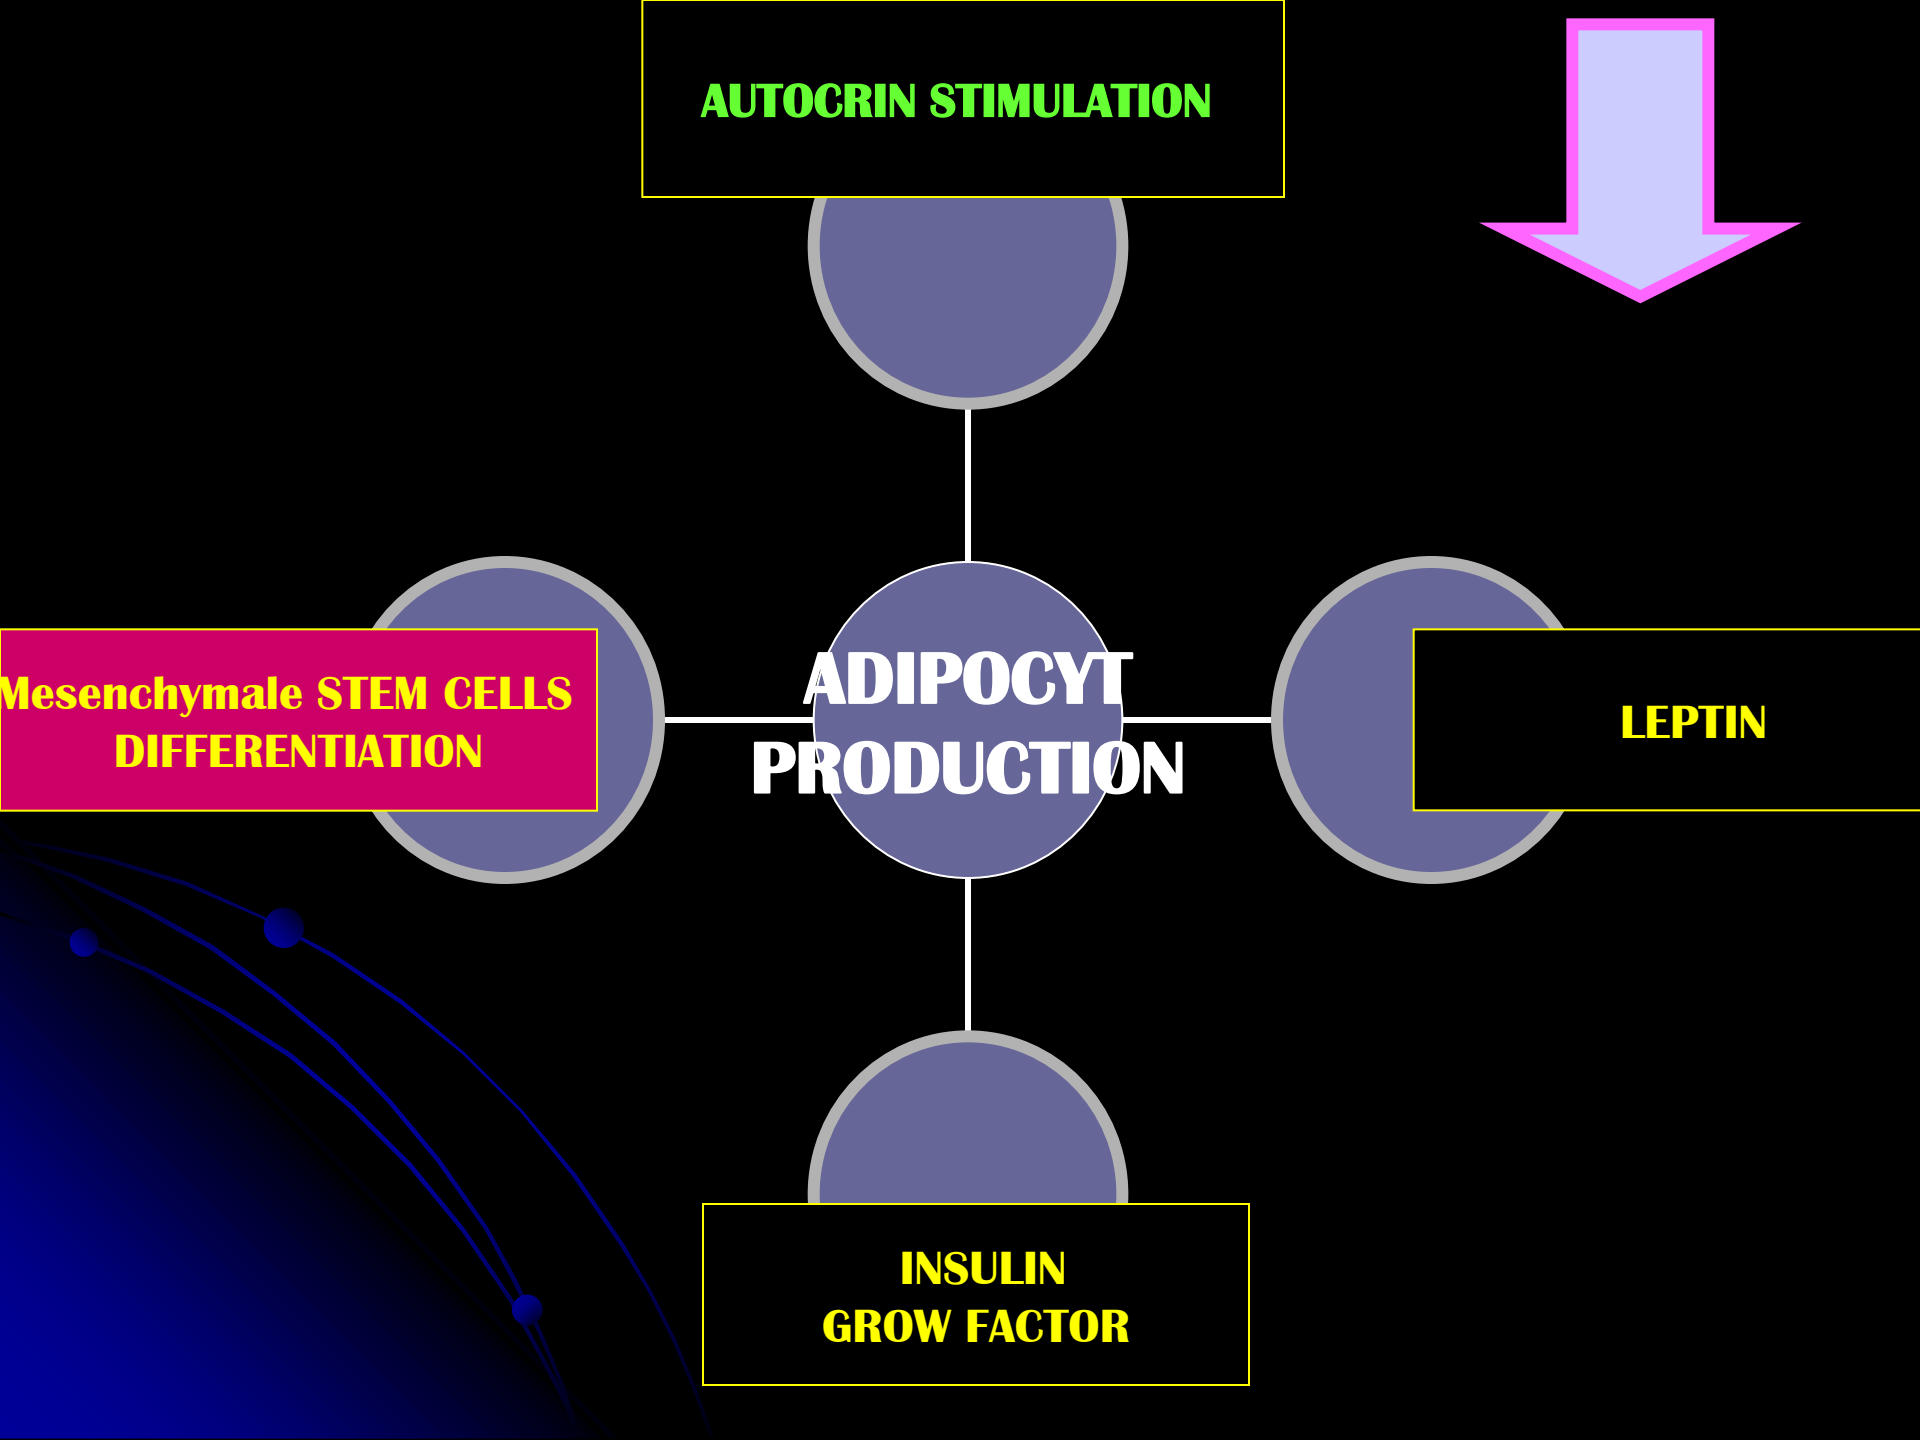 AUTOCRIN STIMULATION
Mesenchymale STEM CELLS
DIFFERENTIATION
ADIPOCYT
PRODUCTION
LEPTIN
INSULIN
GROW FACTOR